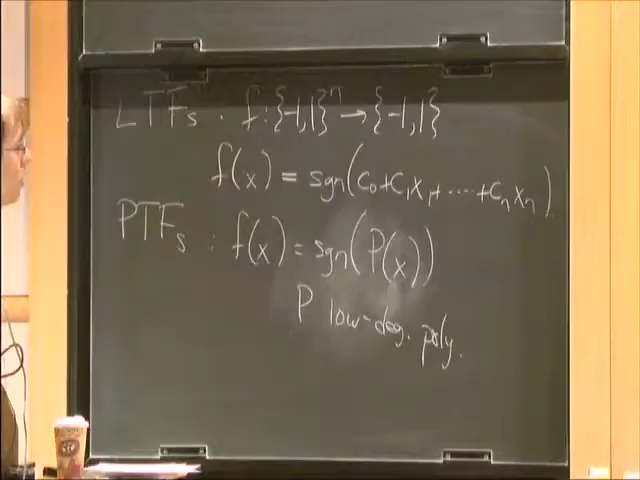 LTFs. f:{-1,1}ⁿ → {-1,1}
f(x) = sgn(c₀+c₁x₁+....+cₙxₙ)
PTFs : f(x) = sgn(P(x))
P low-deg. poly.